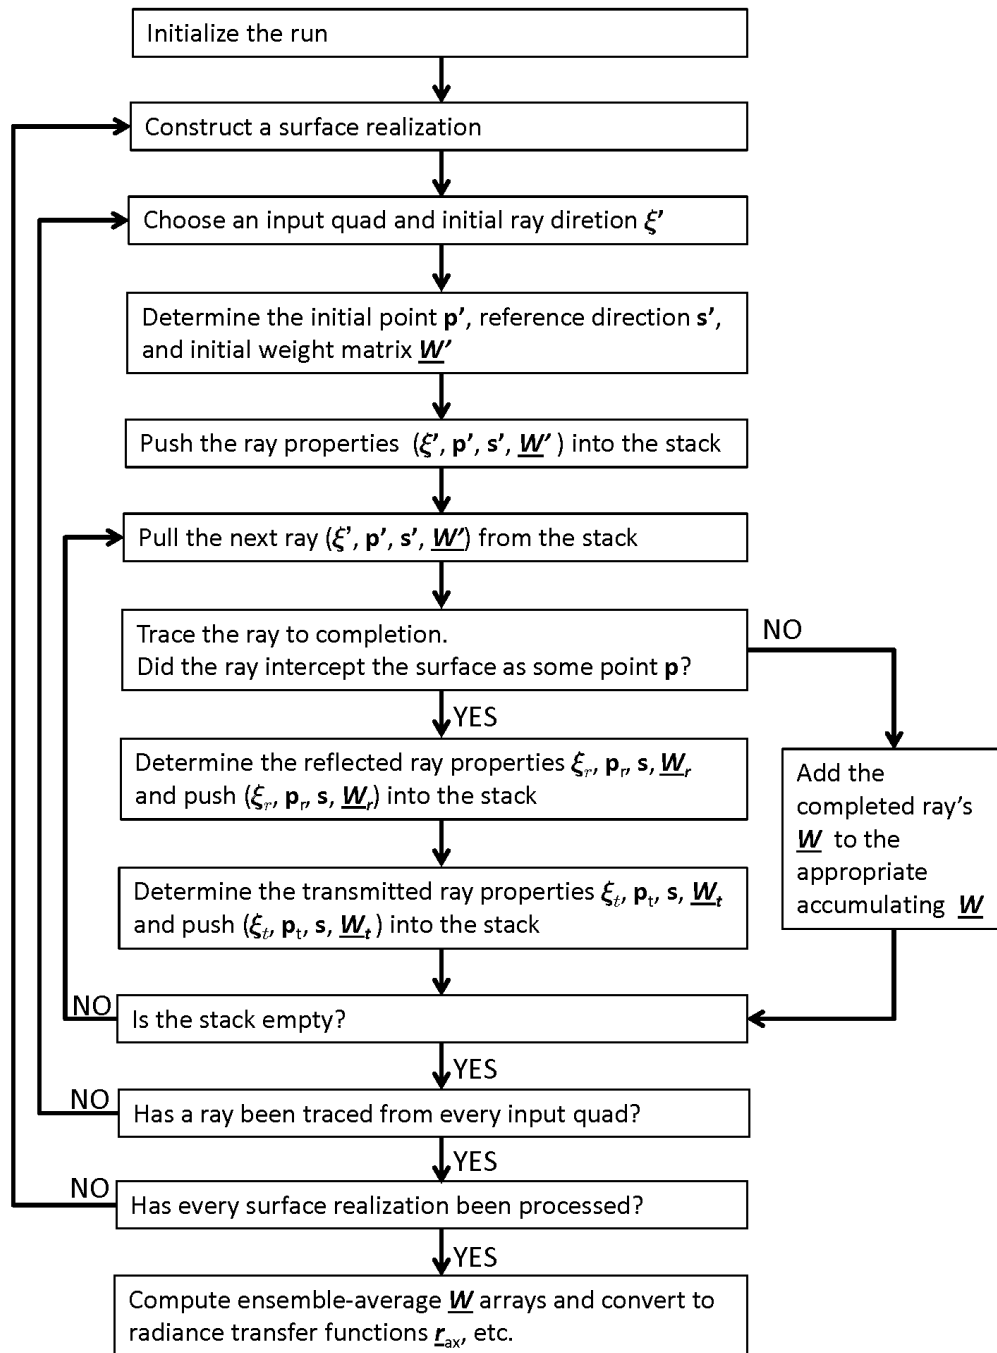 Initialize the run
Construct a surface realization
Choose an input quad and initial ray diretion ξ'
Determine the initial point p', reference direction s',
and initial weight matrix W'
Push the ray properties (ξ', p', s', W' ) into the stack
Pull the next ray (ξ', p', s', W') from the stack
Trace the ray to completion.
Did the ray intercept the surface as some point p?
NO
YES
Determine the reflected ray properties ξr, pr, s, Wr
and push (ξr, pr, s, Wr) into the stack
Add the
completed ray's
W to the
appropriate
accumulating W
Determine the transmitted ray properties ξt, pt, s, Wt
and push (ξt, pt, s, Wt) into the stack
NO
Is the stack empty?
YES
NO
Has a ray been traced from every input quad?
YES
NO
Has every surface realization been processed?
YES
Compute ensemble-average W arrays and convert to
radiance transfer functions rax, etc.